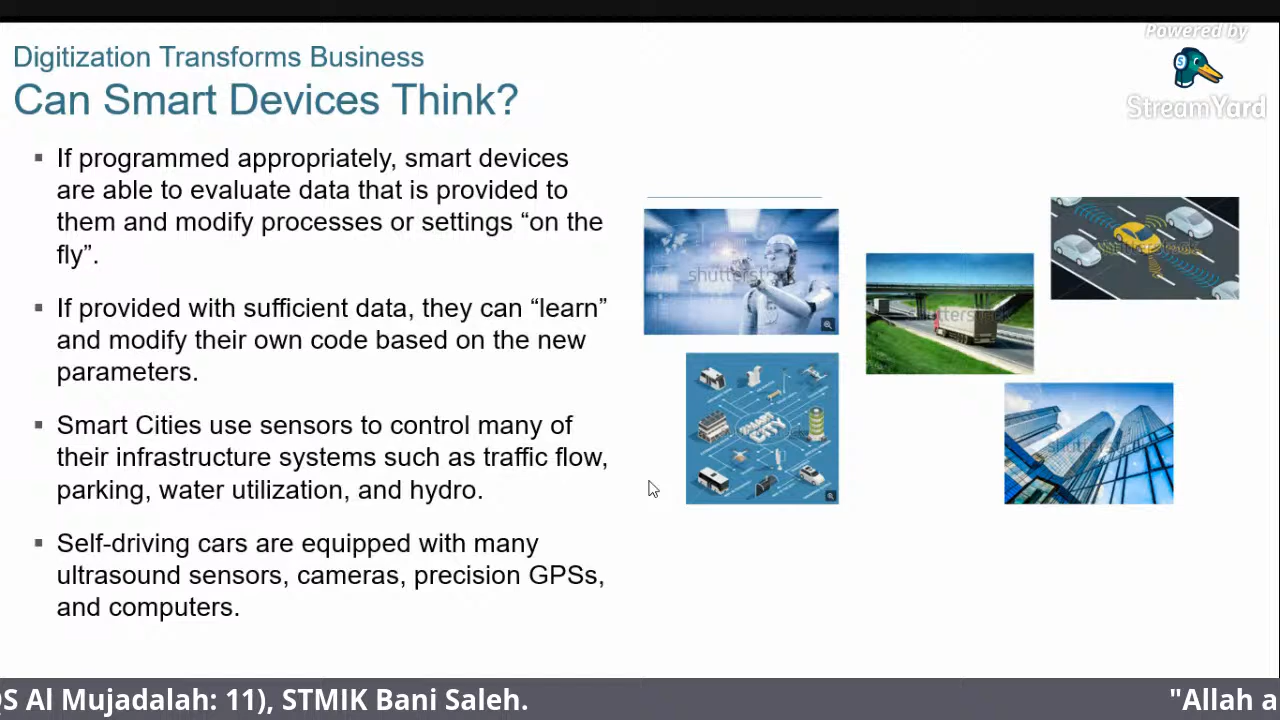 Digitization Transforms Business
Can Smart Devices Think?
▪ If programmed appropriately, smart devices
are able to evaluate data that is provided to
them and modify processes or settings “on the
fly”.
▪ If provided with sufficient data, they can “learn”
and modify their own code based on the new
parameters.
▪ Smart Cities use sensors to control many of
their infrastructure systems such as traffic flow,
parking, water utilization, and hydro.
▪ Self-driving cars are equipped with many
ultrasound sensors, cameras, precision GPSs,
and computers.
Powered by
S
StreamYard
shutterstock
shutterstock
shutterstock
shutterstock
QS Al Mujadalah: 11), STMIK Bani Saleh.
"Allah a